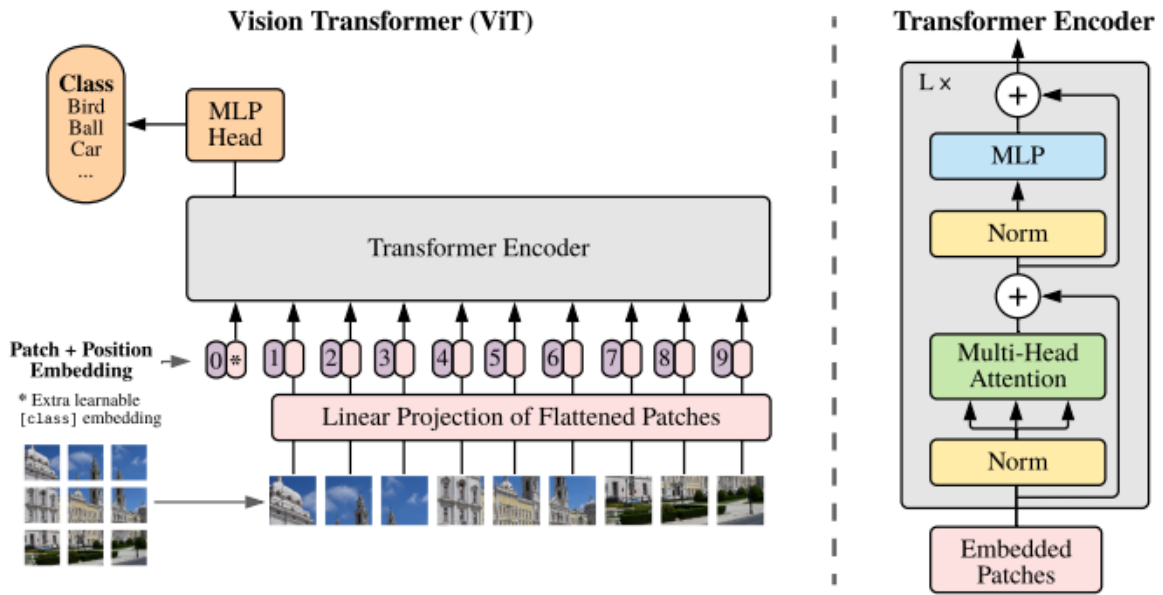 Vision Transformer (ViT)
Class
Bird
Ball
Car
...
MLP
Head
Transformer Encoder
Patch + Position
Embedding
0 * 1 2 3 4 5 6 7 8 9
* Extra learnable
[class] embedding
Linear Projection of Flattened Patches
Transformer Encoder
L ×
+
MLP
Norm
+
Multi-Head
Attention
Norm
Embedded
Patches